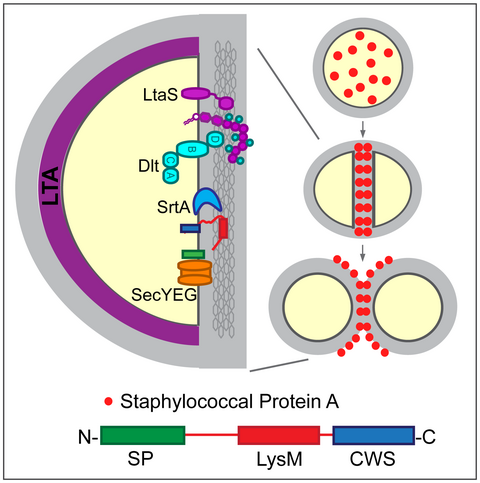 LtaS
D
B
Dlt
C
A
LTA
SrtA
SecYEG
Staphylococcal Protein A
N- -C
SP LysM CWS